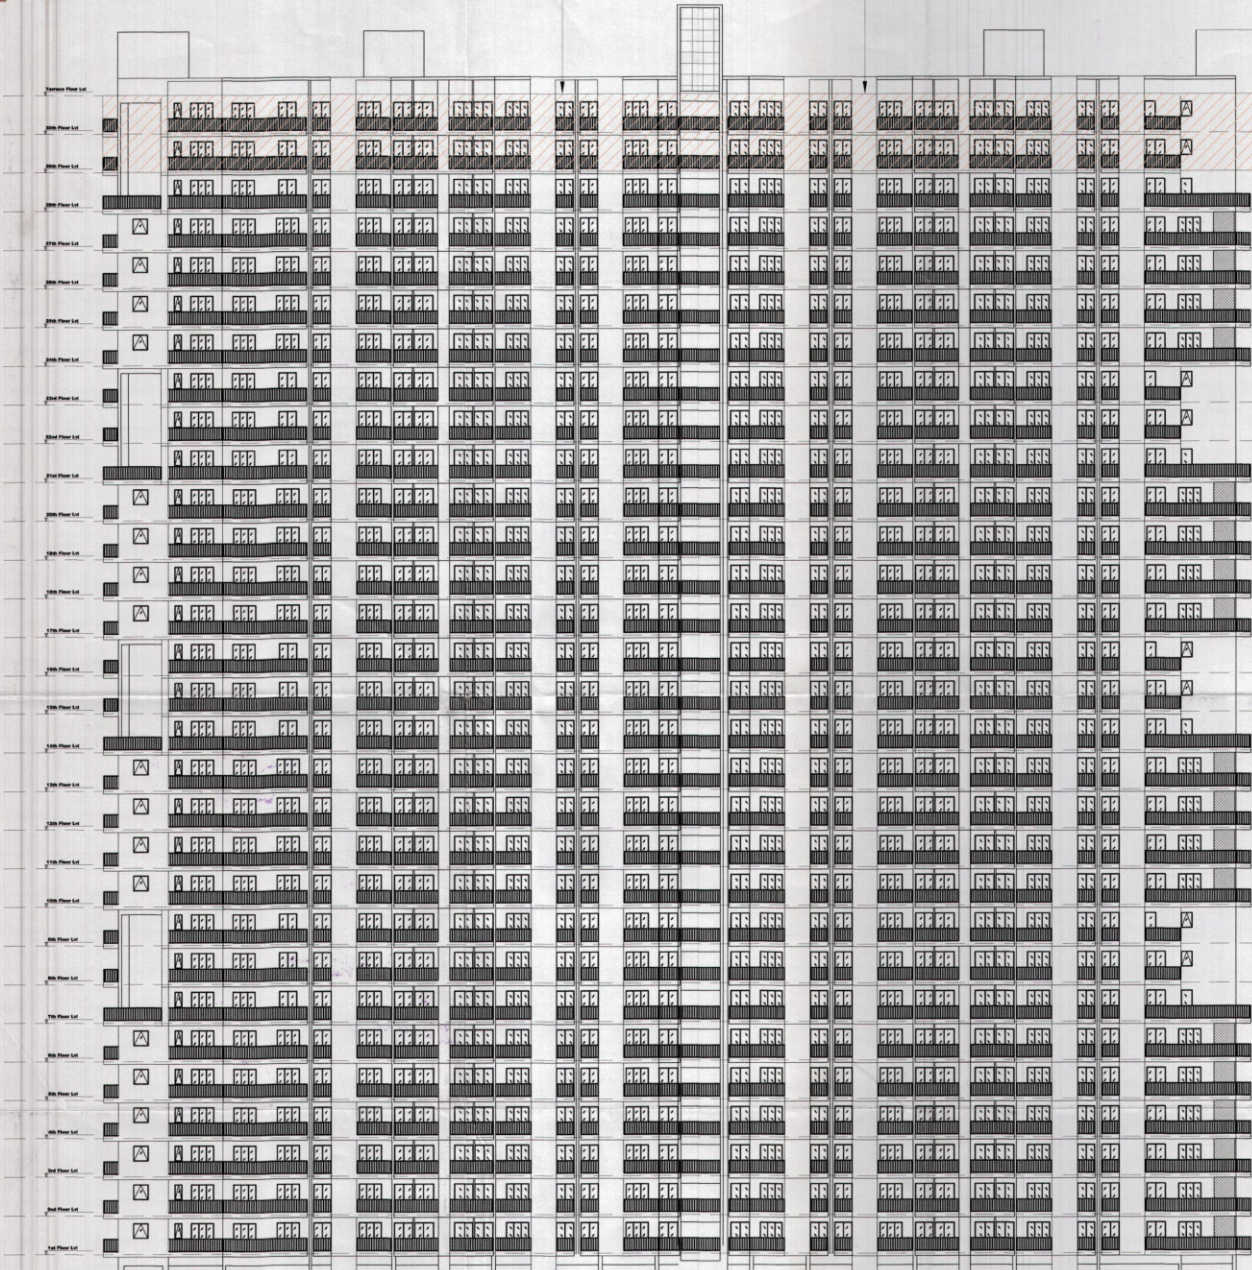 Terrace Floor Lvl
30th Floor Lvl
29th Floor Lvl
28th Floor Lvl
27th Floor Lvl
26th Floor Lvl
25th Floor Lvl
24th Floor Lvl
23rd Floor Lvl
22nd Floor Lvl
21st Floor Lvl
20th Floor Lvl
19th Floor Lvl
18th Floor Lvl
17th Floor Lvl
16th Floor Lvl
15th Floor Lvl
14th Floor Lvl
13th Floor Lvl
12th Floor Lvl
11th Floor Lvl
10th Floor Lvl
9th Floor Lvl
8th Floor Lvl
7th Floor Lvl
6th Floor Lvl
5th Floor Lvl
4th Floor Lvl
3rd Floor Lvl
2nd Floor Lvl
1st Floor Lvl